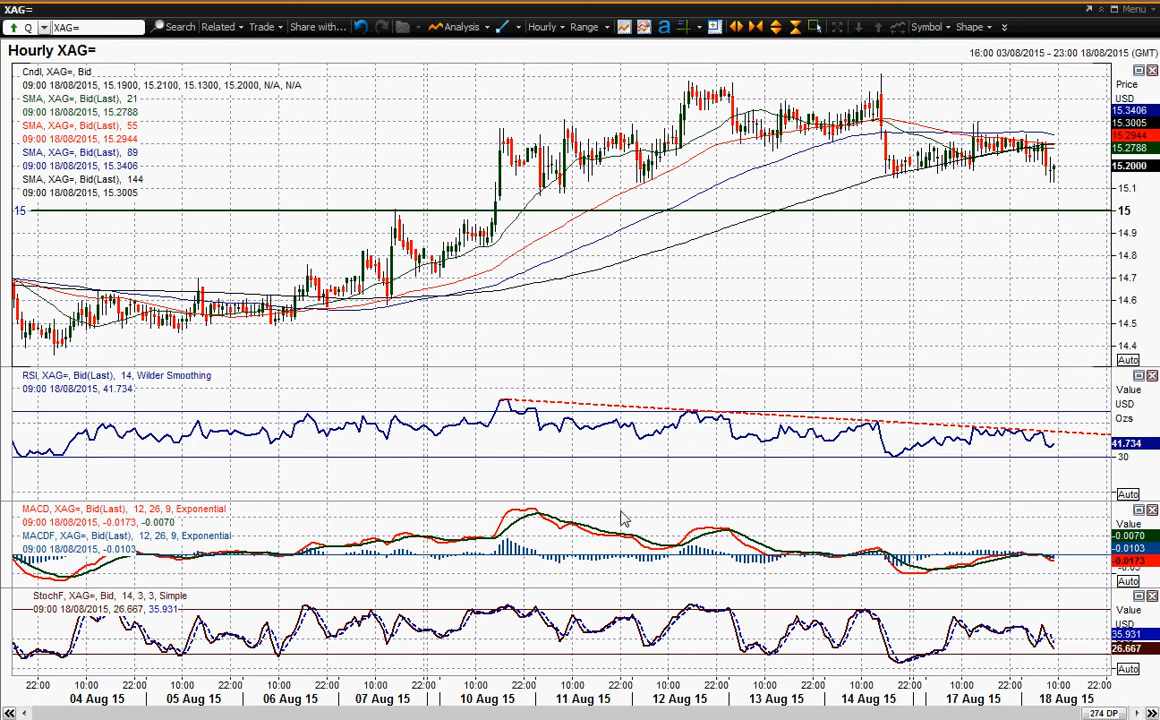 XAG=
Menu
Q XAG= Search Related Trade Share with... Analysis Hourly Range Symbol Shape
Hourly XAG=
16:00 03/08/2015 - 23:00 18/08/2015 (GMT)
Cndl, XAG=, Bid
09:00 18/08/2015, 15.1900, 15.2100, 15.1300, 15.2000, N/A, N/A
SMA, XAG=, Bid(Last), 21
09:00 18/08/2015, 15.2788
SMA, XAG=, Bid(Last), 55
09:00 18/08/2015, 15.2944
SMA, XAG=, Bid(Last), 89
09:00 18/08/2015, 15.3406
SMA, XAG=, Bid(Last), 144
09:00 18/08/2015, 15.3005
15
Price
USD
15.3406
15.3005
15.2944
15.2788
15.2000
15.1
15
14.9
14.8
14.7
14.6
14.5
14.4
Auto
RSI, XAG=, Bid(Last), 14, Wilder Smoothing
09:00 18/08/2015, 41.734
Value
USD
Ozs
41.734
30
Auto
MACD, XAG=, Bid(Last), 12, 26, 9, Exponential
09:00 18/08/2015, -0.0173, -0.0070
MACDF, XAG=, Bid(Last), 12, 26, 9, Exponential
09:00 18/08/2015, -0.0103
Value
-0.0070
-0.0103
-0.0173
Auto
StochF, XAG=, Bid, 14, 3, 3, Simple
09:00 18/08/2015, 26.667, 35.931
Value
USD
35.931
26.667
Auto
22:00 10:00 22:00 10:00 22:00 10:00 22:00 10:00 22:00 10:00 22:00 10:00 22:00 10:00 22:00 10:00 22:00 10:00 22:00 10:00 22:00 10:00 22:00
04 Aug 15 05 Aug 15 06 Aug 15 07 Aug 15 10 Aug 15 11 Aug 15 12 Aug 15 13 Aug 15 14 Aug 15 17 Aug 15 18 Aug 15
274 DP